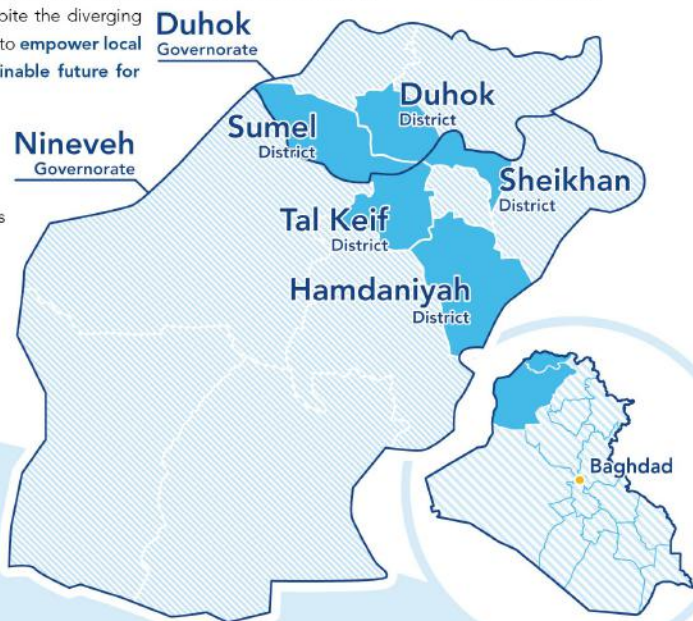 pite the diverging
to empower local
inable future for
s
Duhok
Governorate
Nineveh
Governorate
Duhok
District
Sumel
District
Sheikhan
District
Tal Keif
District
Hamdaniyah
District
Baghdad